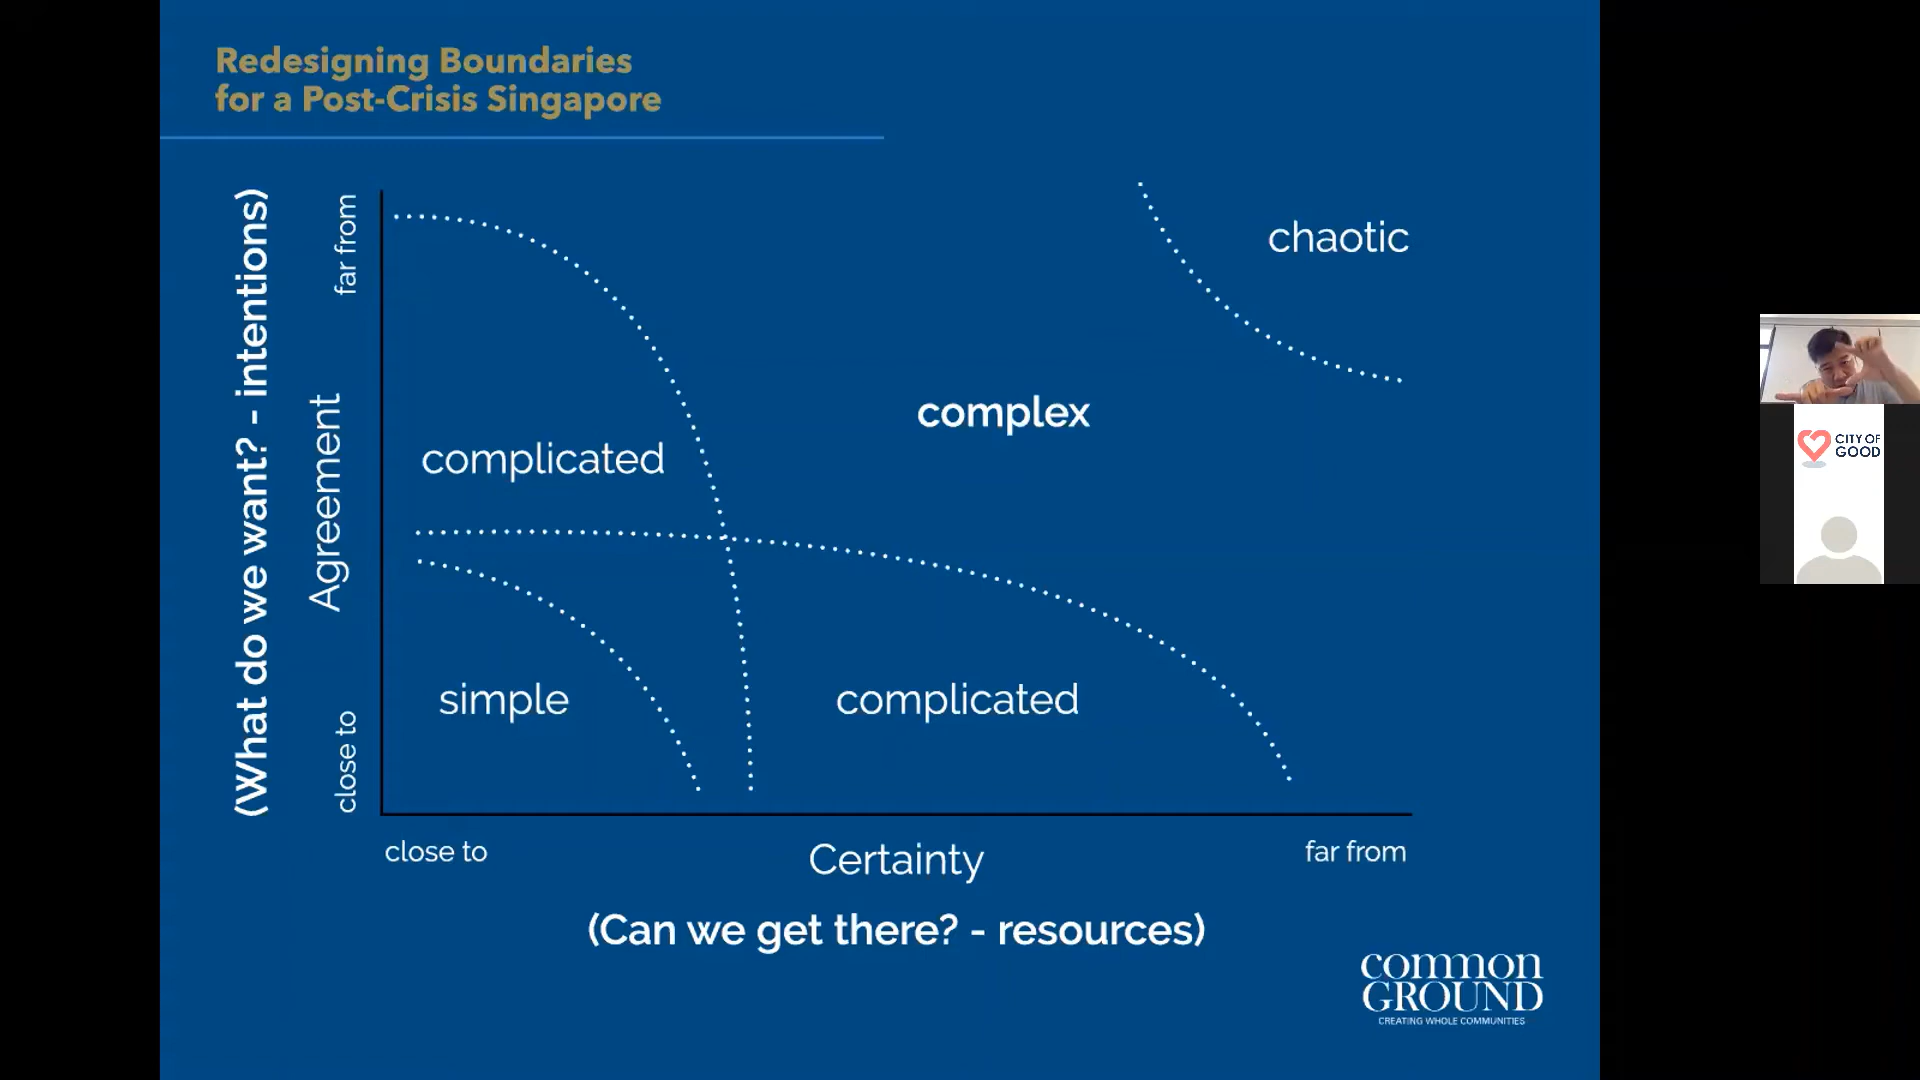 Redesigning Boundaries
for a Post-Crisis Singapore
(What do we want? - intentions)
Agreement
far from
close to
chaotic
complex
complicated
simple
complicated
close to
Certainty
far from
(Can we get there? - resources)
common
GROUND
CREATING WHOLE COMMUNITIES
CITY OF
GOOD